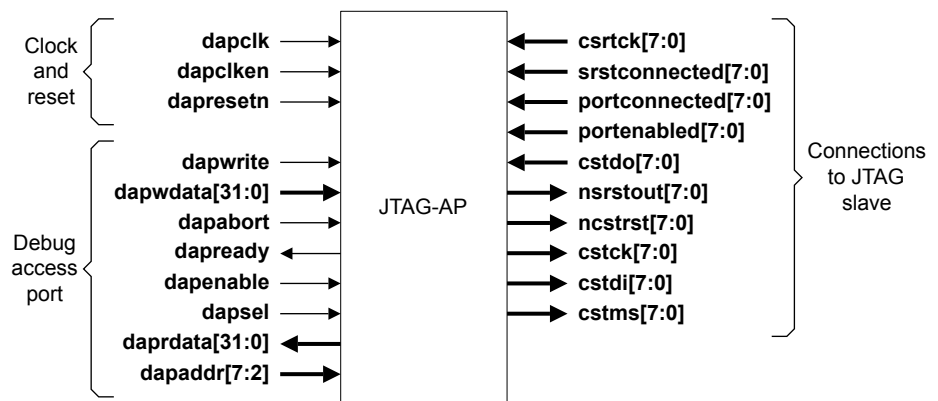 Clock
and
reset
dapclk
dapclken
dapresetn
Debug
access
port
dapwrite
dapwdata[31:0]
dapabort
dapready
dapenable
dapsel
daprdata[31:0]
dapaddr[7:2]
JTAG-AP
csrtck[7:0]
srstconnected[7:0]
portconnected[7:0]
portenabled[7:0]
cstdo[7:0]
nsrstout[7:0]
ncstrst[7:0]
cstck[7:0]
cstdi[7:0]
cstms[7:0]
Connections
to JTAG
slave